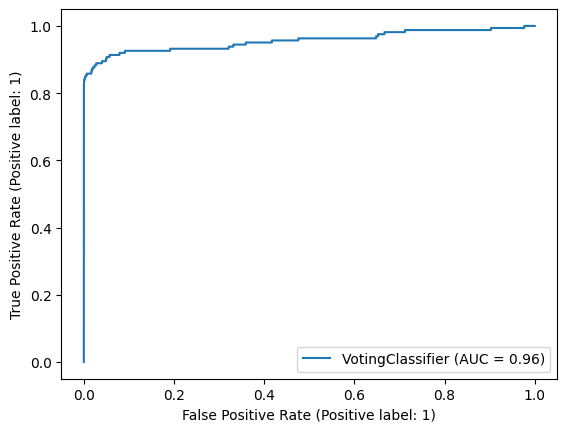 1.0
0.8
0.6
0.4
0.2
0.0
True Positive Rate (Positive label: 1)
VotingClassifier (AUC = 0.96)
0.0 0.2 0.4 0.6 0.8 1.0
False Positive Rate (Positive label: 1)